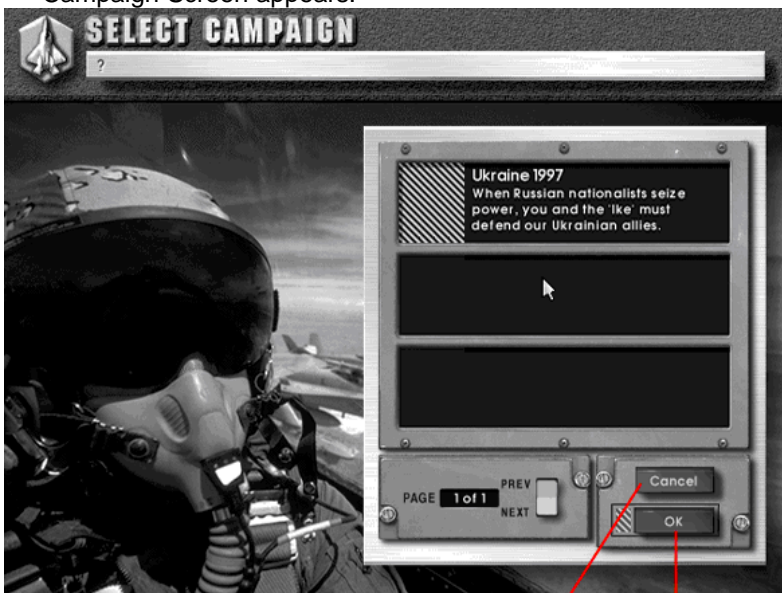 Campaign Screen appears.
SELECT CAMPAIGN
?
Ukraine 1997
When Russian nationalists seize
power, you and the 'Ike' must
defend our Ukrainian allies.
Cancel
PAGE 1 of 1 PREV
NEXT
OK